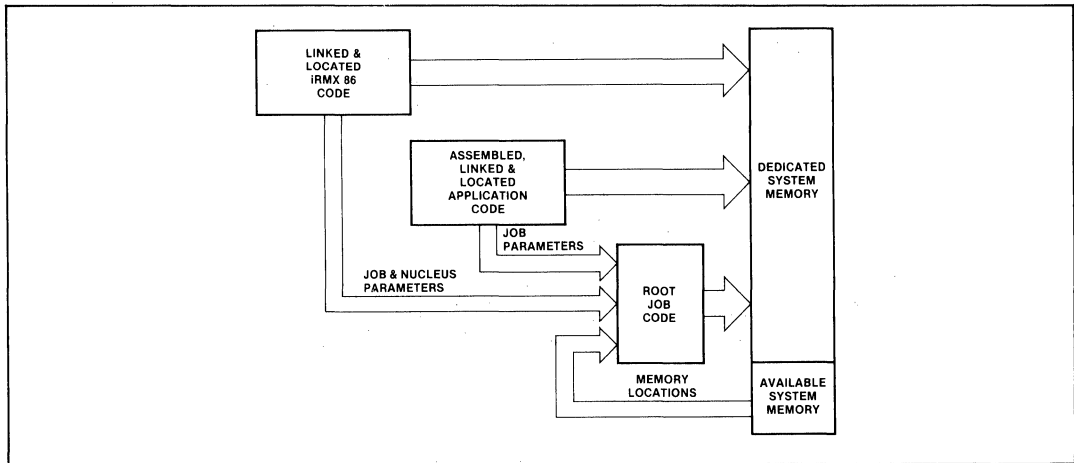 LINKED &
LOCATED
iRMX 86
CODE
ASSEMBLED,
LINKED &
LOCATED
APPLICATION
CODE
DEDICATED
SYSTEM
MEMORY
JOB
PARAMETERS
JOB & NUCLEUS
PARAMETERS
ROOT
JOB
CODE
MEMORY
LOCATIONS
AVAILABLE
SYSTEM
MEMORY